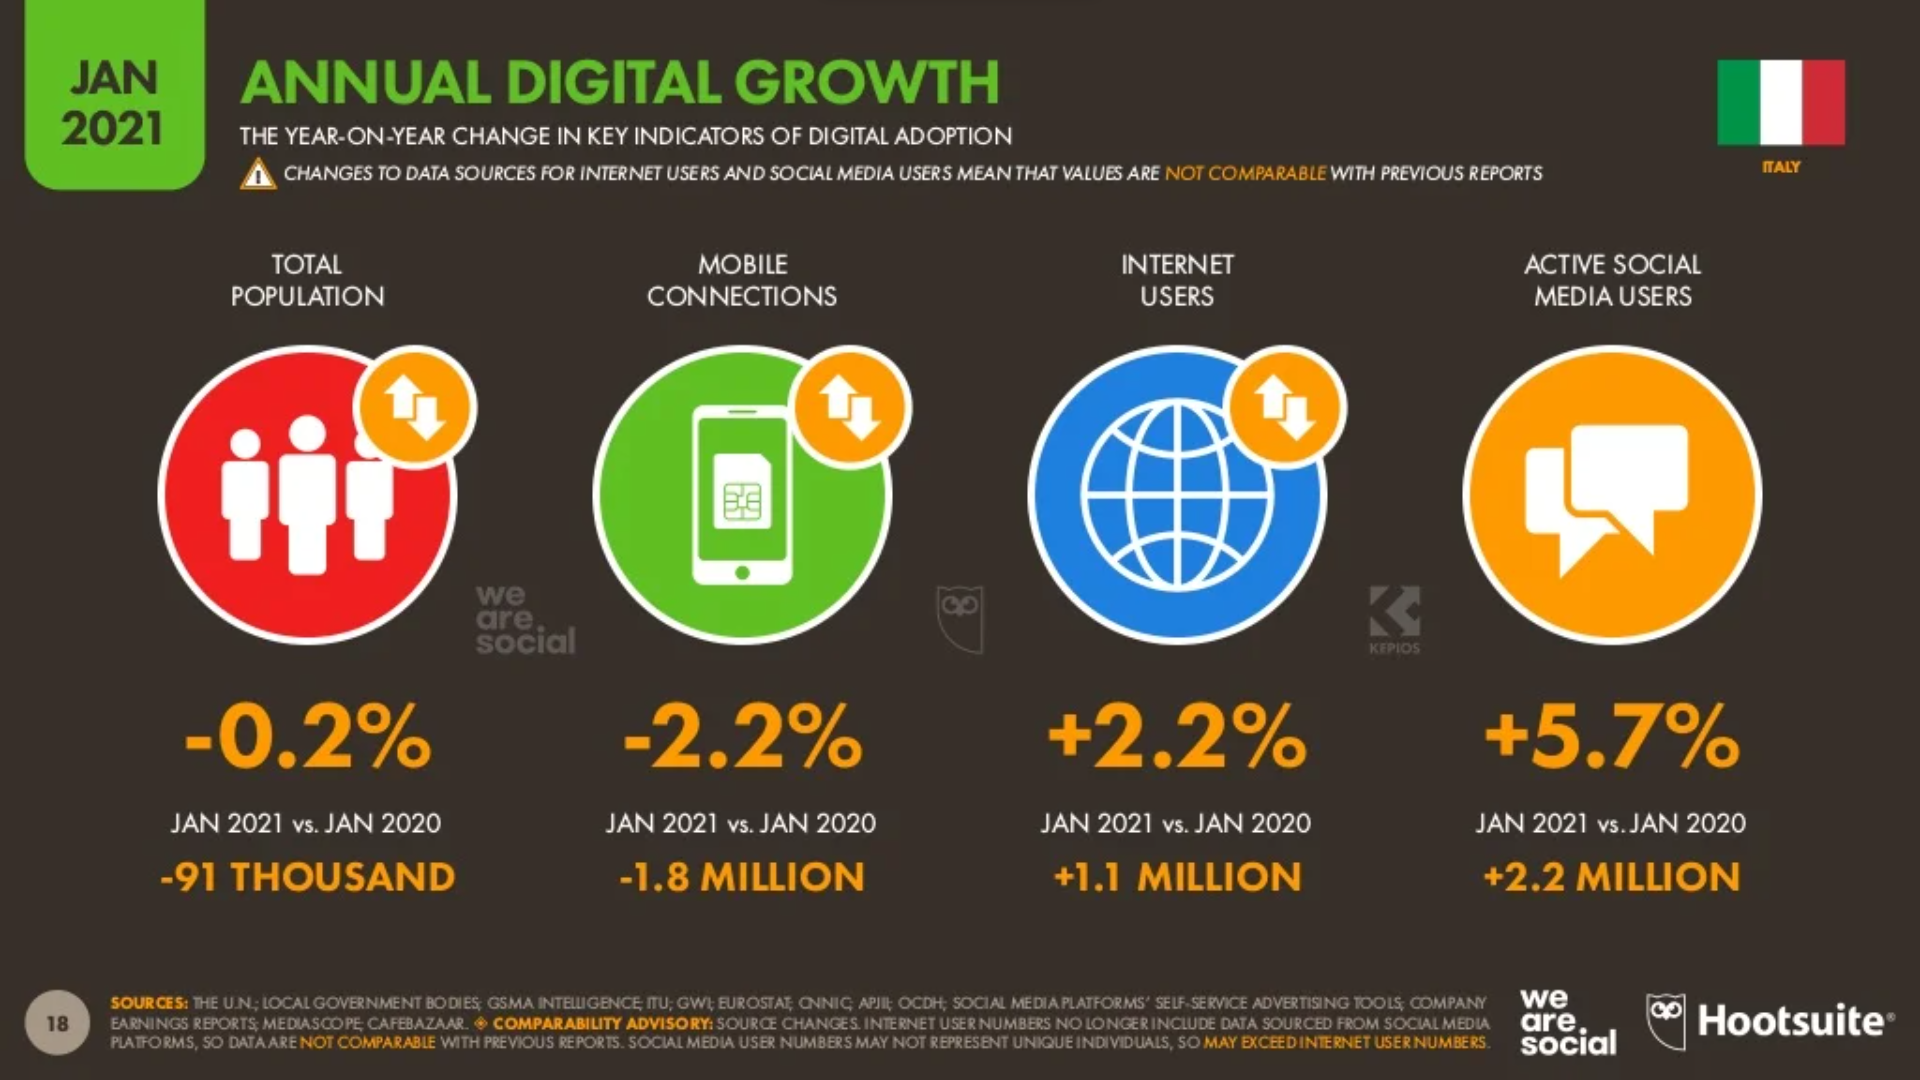 JAN
2021
ANNUAL DIGITAL GROWTH
THE YEAR-ON-YEAR CHANGE IN KEY INDICATORS OF DIGITAL ADOPTION
CHANGES TO DATA SOURCES FOR INTERNET USERS AND SOCIAL MEDIA USERS MEAN THAT VALUES ARE NOT COMPARABLE WITH PREVIOUS REPORTS
ITALY
TOTAL
POPULATION
MOBILE
CONNECTIONS
INTERNET
USERS
ACTIVE SOCIAL
MEDIA USERS
we
are
social
KEPIOS
-0.2%
-2.2%
+2.2%
+5.7%
JAN 2021 vs. JAN 2020
JAN 2021 vs. JAN 2020
JAN 2021 vs. JAN 2020
JAN 2021 vs. JAN 2020
-91 THOUSAND
-1.8 MILLION
+1.1 MILLION
+2.2 MILLION
18
SOURCES: THE U.N.; LOCAL GOVERNMENT BODIES; GSMA INTELLIGENCE; ITU; GWI; EUROSTAT; CNNIC; APJII; OCDH; SOCIAL MEDIA PLATFORMS' SELF-SERVICE ADVERTISING TOOLS; COMPANY
EARNINGS REPORTS; MEDIASCOPE; CAFEBAZAAR. ◈ COMPARABILITY ADVISORY: SOURCE CHANGES. INTERNET USER NUMBERS NO LONGER INCLUDE DATA SOURCED FROM SOCIAL MEDIA
PLATFORMS, SO DATA ARE NOT COMPARABLE WITH PREVIOUS REPORTS. SOCIAL MEDIA USER NUMBERS MAY NOT REPRESENT UNIQUE INDIVIDUALS, SO MAY EXCEED INTERNET USER NUMBERS.
we
are
social
Hootsuite®